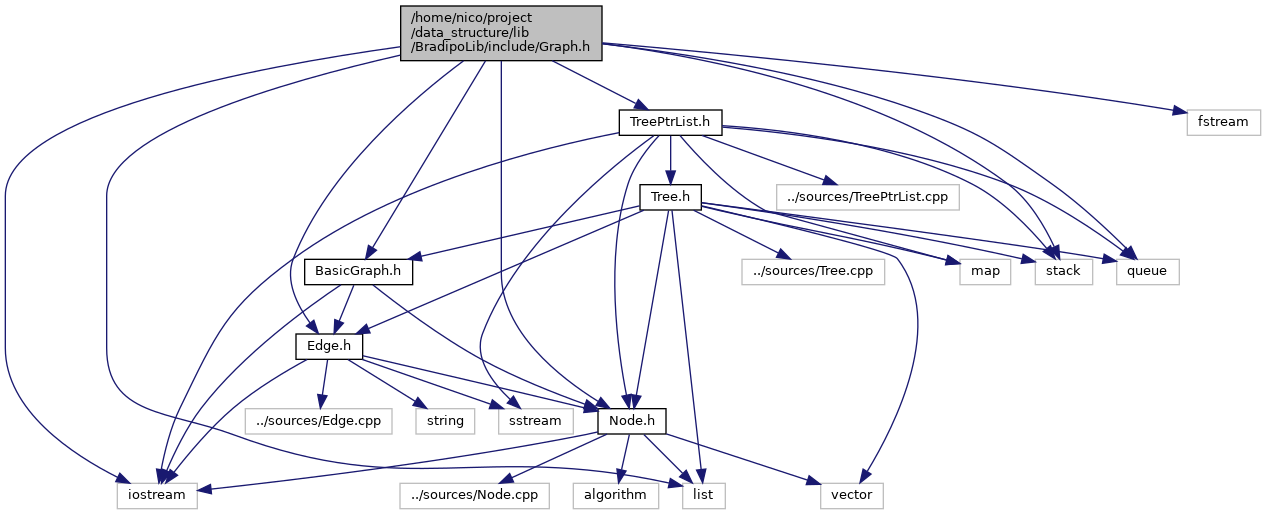 /home/nico/project
/data_structure/lib
/BradipoLib/include/Graph.h
TreePtrList.h
fstream
Tree.h
../sources/TreePtrList.cpp
BasicGraph.h
../sources/Tree.cpp
map
stack
queue
Edge.h
../sources/Edge.cpp
string
sstream
Node.h
iostream
../sources/Node.cpp
algorithm
list
vector